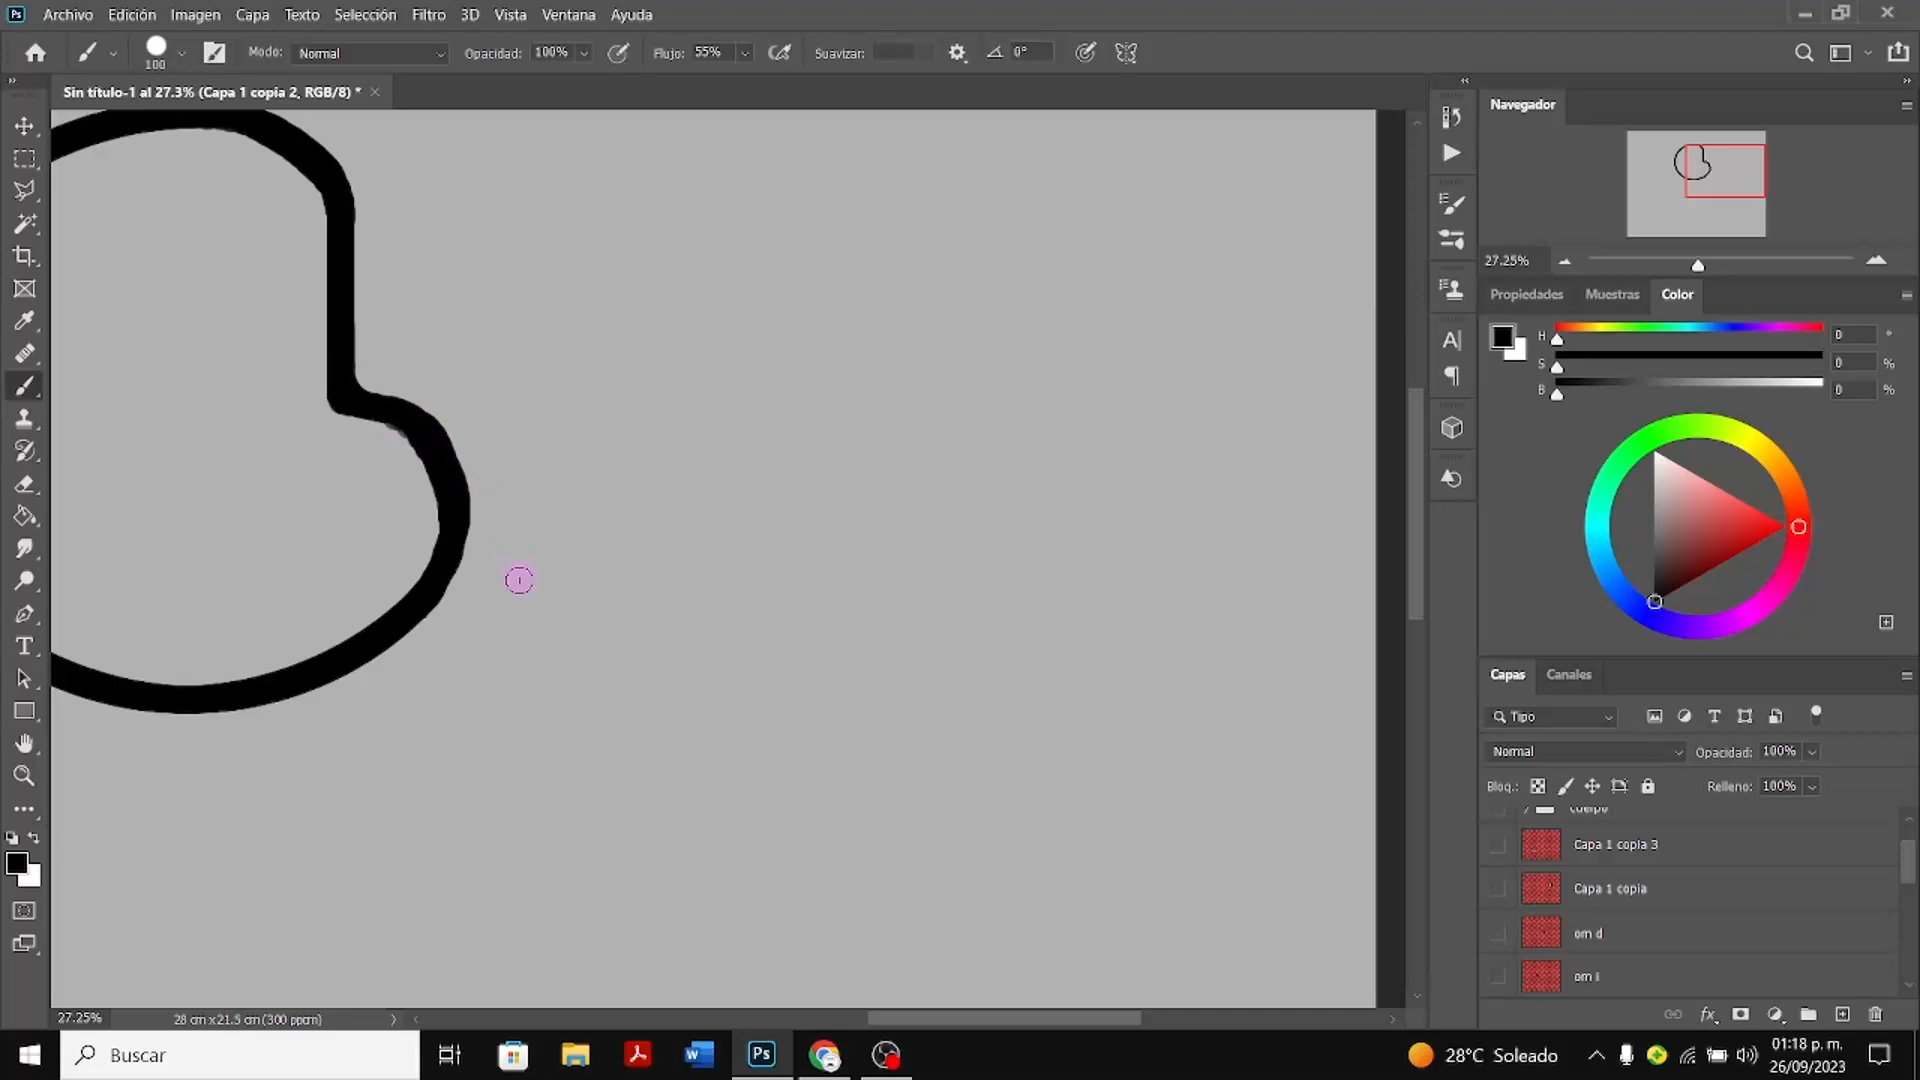 Ps Archivo Edición Imagen Capa Texto Selección Filtro 3D Vista Ventana Ayuda
100 Modo: Normal Opacidad: 100% Flujo: 55% Suavizar: 0°
Sin título-1 al 27.3% (Capa 1 copia 2, RGB/8) *
Navegador
27.25%
Propiedades Muestras Color
H 0 °
S 0 %
B 0 %
Capas Canales
Tipo
Normal Opacidad: 100%
Bloq.: Relleno: 100%
cuerpo
Capa 1 copia 3
Capa 1 copia
om d
om i
27.25% 28 cm x 21.5 cm (300 ppcm)
Buscar
Ps
28°C Soleado
01:18 p. m.
26/09/2023